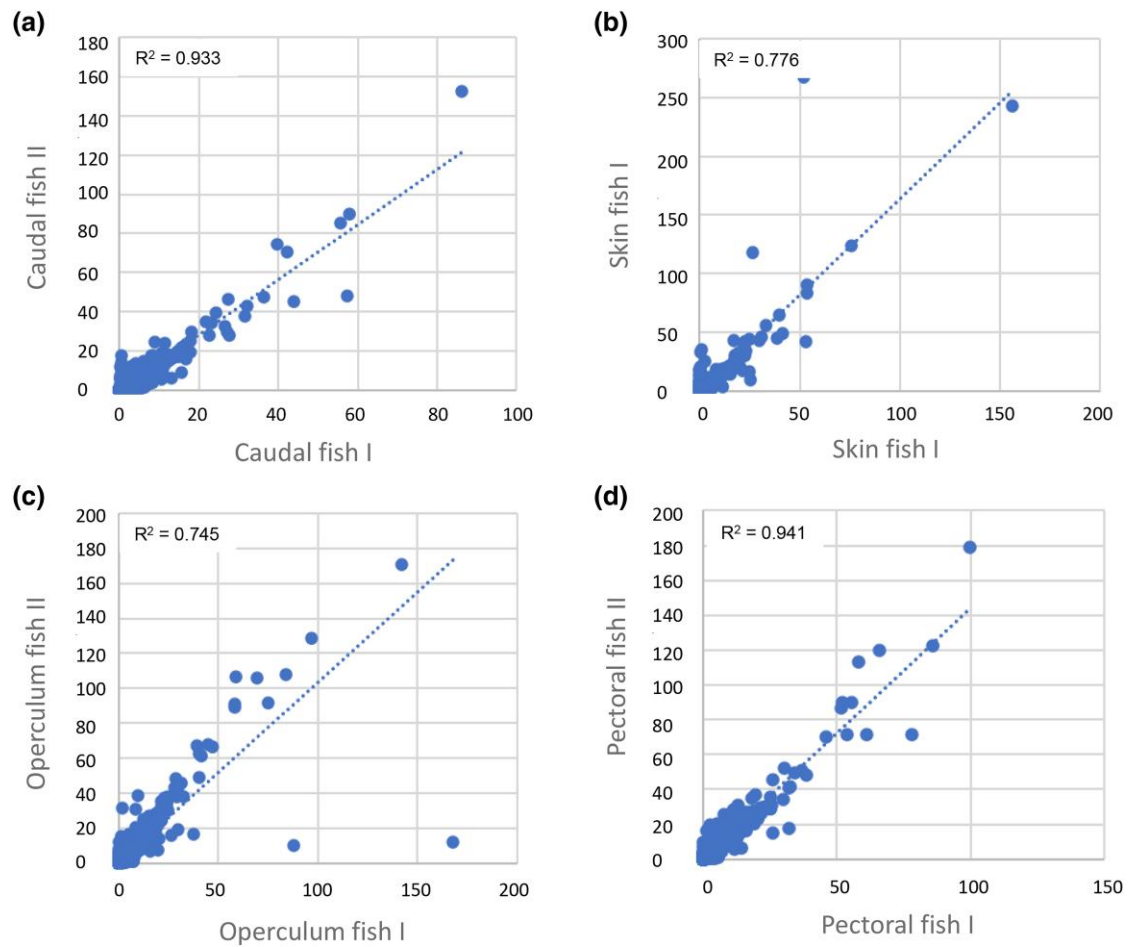 (a)
R² = 0.933
180
160
140
120
100
80
60
40
20
0
0 20 40 60 80 100
Caudal fish II
Caudal fish I
(b)
R² = 0.776
300
250
200
150
100
50
0
0 50 100 150 200
Skin fish I
Skin fish I
(c)
R² = 0.745
200
180
160
140
120
100
80
60
40
20
0
0 50 100 150 200
Operculum fish II
Operculum fish I
(d)
R² = 0.941
200
180
160
140
120
100
80
60
40
20
0
0 50 100 150
Pectoral fish II
Pectoral fish I